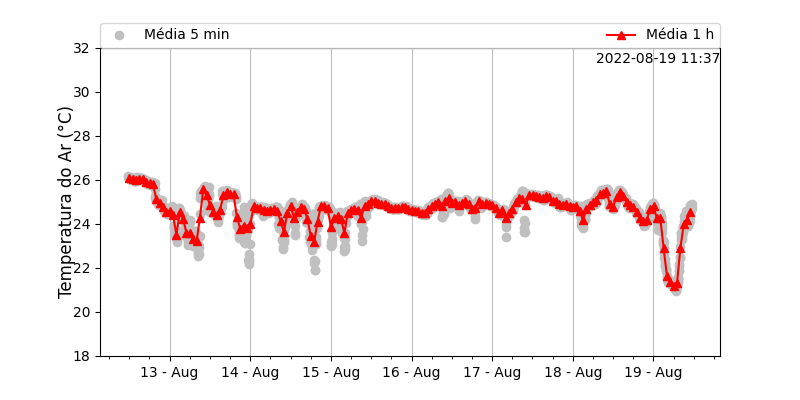 Média 5 min
Média 1 h
2022-08-19 11:37
Temperatura do Ar (°C)
32
30
28
26
24
22
20
18
13 - Aug
14 - Aug
15 - Aug
16 - Aug
17 - Aug
18 - Aug
19 - Aug